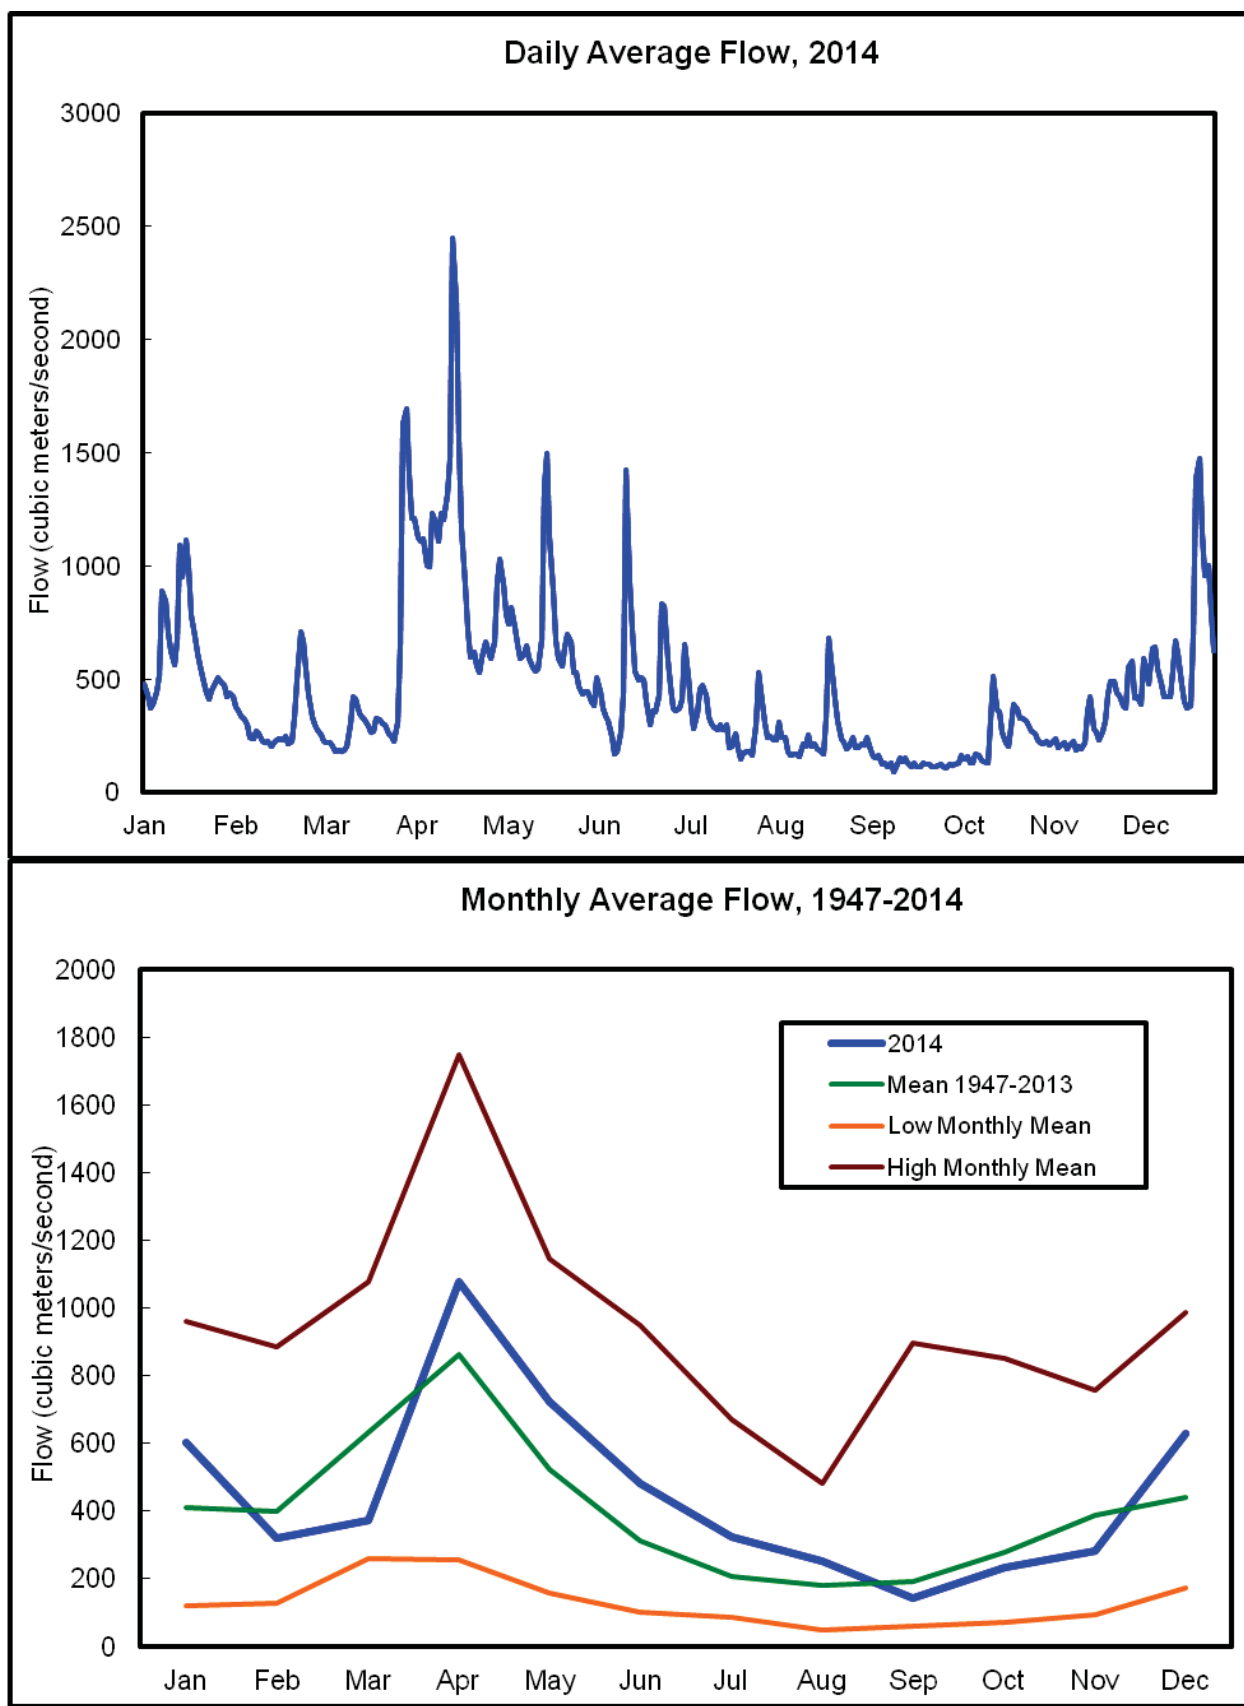 Daily Average Flow, 2014
3000
2500
2000
1500
1000
500
0
Flow (cubic meters/second)
Jan Feb Mar Apr May Jun Jul Aug Sep Oct Nov Dec
Monthly Average Flow, 1947-2014
2000
1800
1600
1400
1200
1000
800
600
400
200
0
Flow (cubic meters/second)
2014
Mean 1947-2013
Low Monthly Mean
High Monthly Mean
Jan Feb Mar Apr May Jun Jul Aug Sep Oct Nov Dec